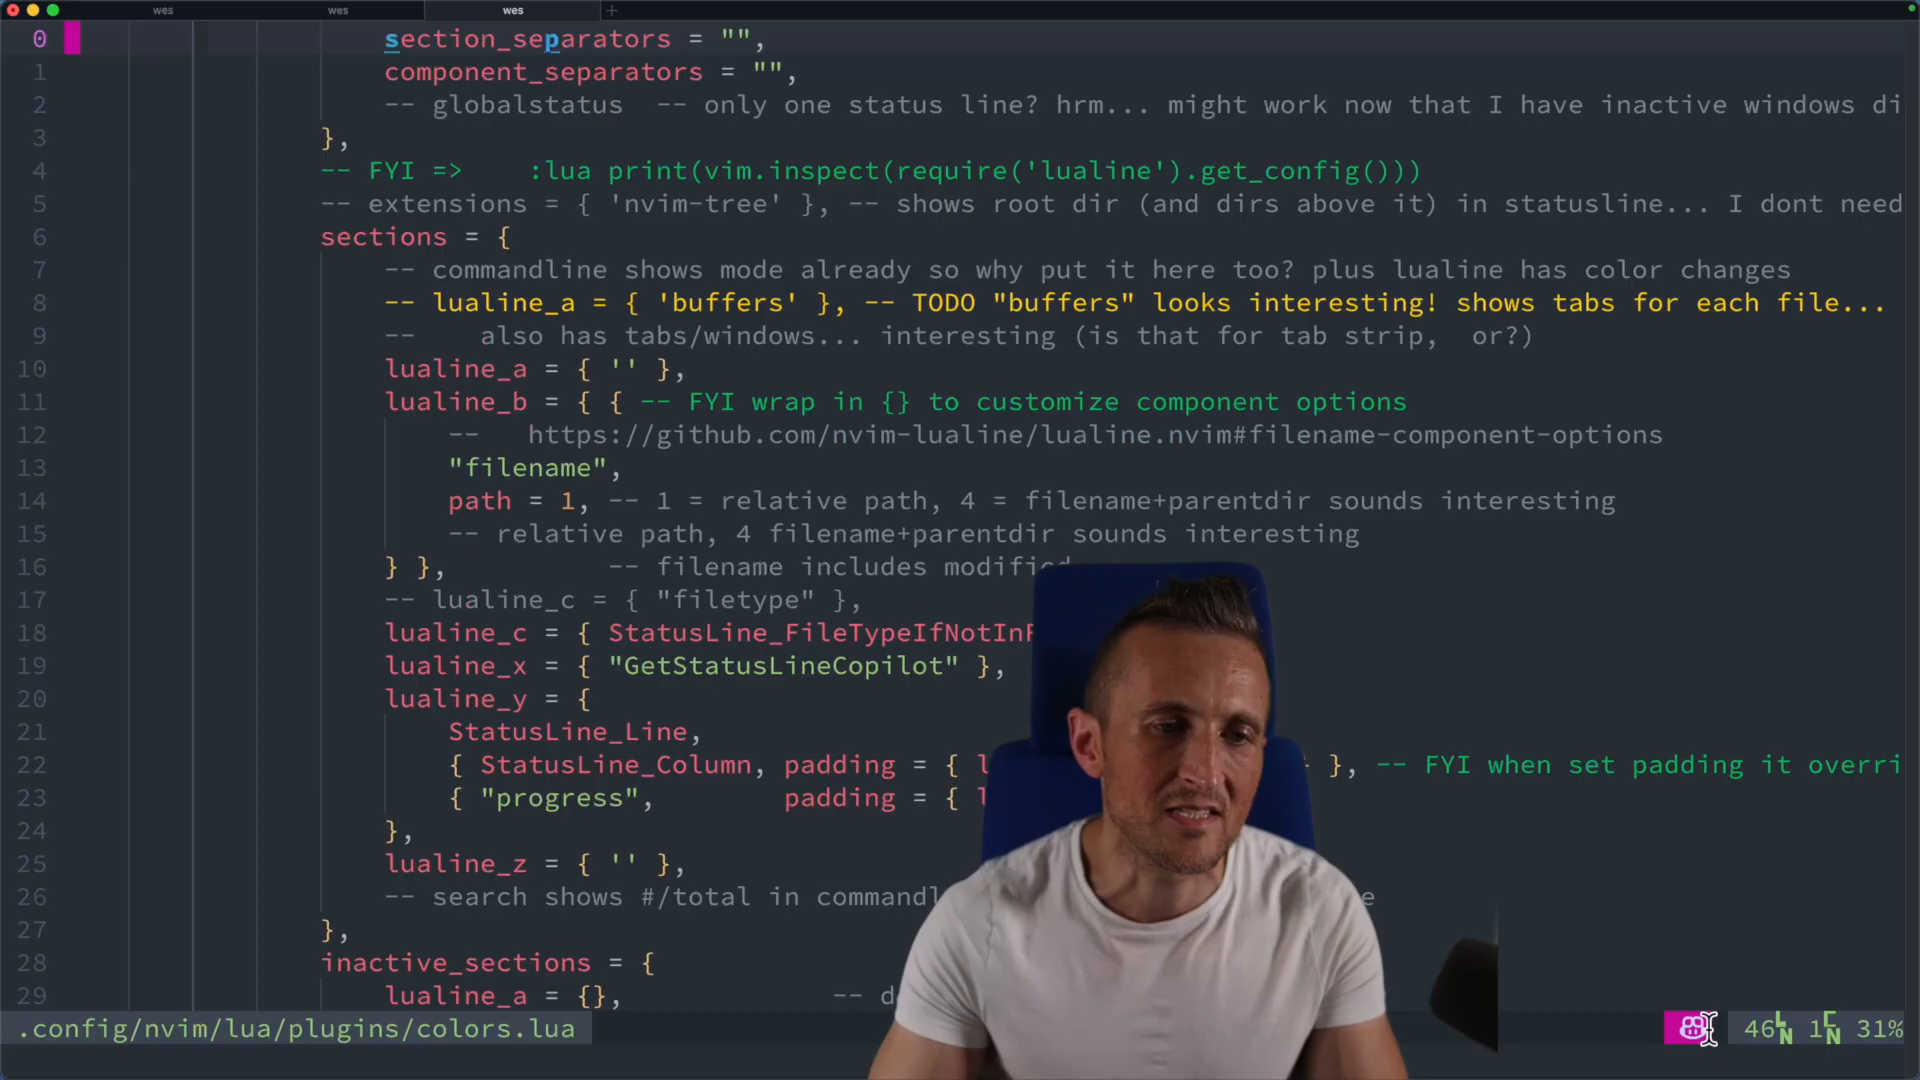 wes wes wes +
0 section_separators = "",
1 component_separators = "",
2 -- globalstatus -- only one status line? hrm... might work now that I have inactive windows di
3 },
4 -- FYI => :lua print(vim.inspect(require('lualine').get_config()))
5 -- extensions = { 'nvim-tree' }, -- shows root dir (and dirs above it) in statusline... I dont need
6 sections = {
7 -- commandline shows mode already so why put it here too? plus lualine has color changes
8 -- lualine_a = { 'buffers' }, -- TODO "buffers" looks interesting! shows tabs for each file...
9 -- also has tabs/windows... interesting (is that for tab strip, or?)
10 lualine_a = { '' },
11 lualine_b = { { -- FYI wrap in {} to customize component options
12 -- https://github.com/nvim-lualine/lualine.nvim#filename-component-options
13 "filename",
14 path = 1, -- 1 = relative path, 4 = filename+parentdir sounds interesting
15 -- relative path, 4 filename+parentdir sounds interesting
16 } }, -- filename includes modified
17 -- lualine_c = { "filetype" },
18 lualine_c = { StatusLine_FileTypeIfNotInF
19 lualine_x = { "GetStatusLineCopilot" },
20 lualine_y = {
21 StatusLine_Line,
22 { StatusLine_Column, padding = { l } }, -- FYI when set padding it overri
23 { "progress", padding = { l
24 },
25 lualine_z = { '' },
26 -- search shows #/total in commandl e
27 },
28 inactive_sections = {
29 lualine_a = {}, -- d
.config/nvim/lua/plugins/colors.lua 46LN 1CN 31%